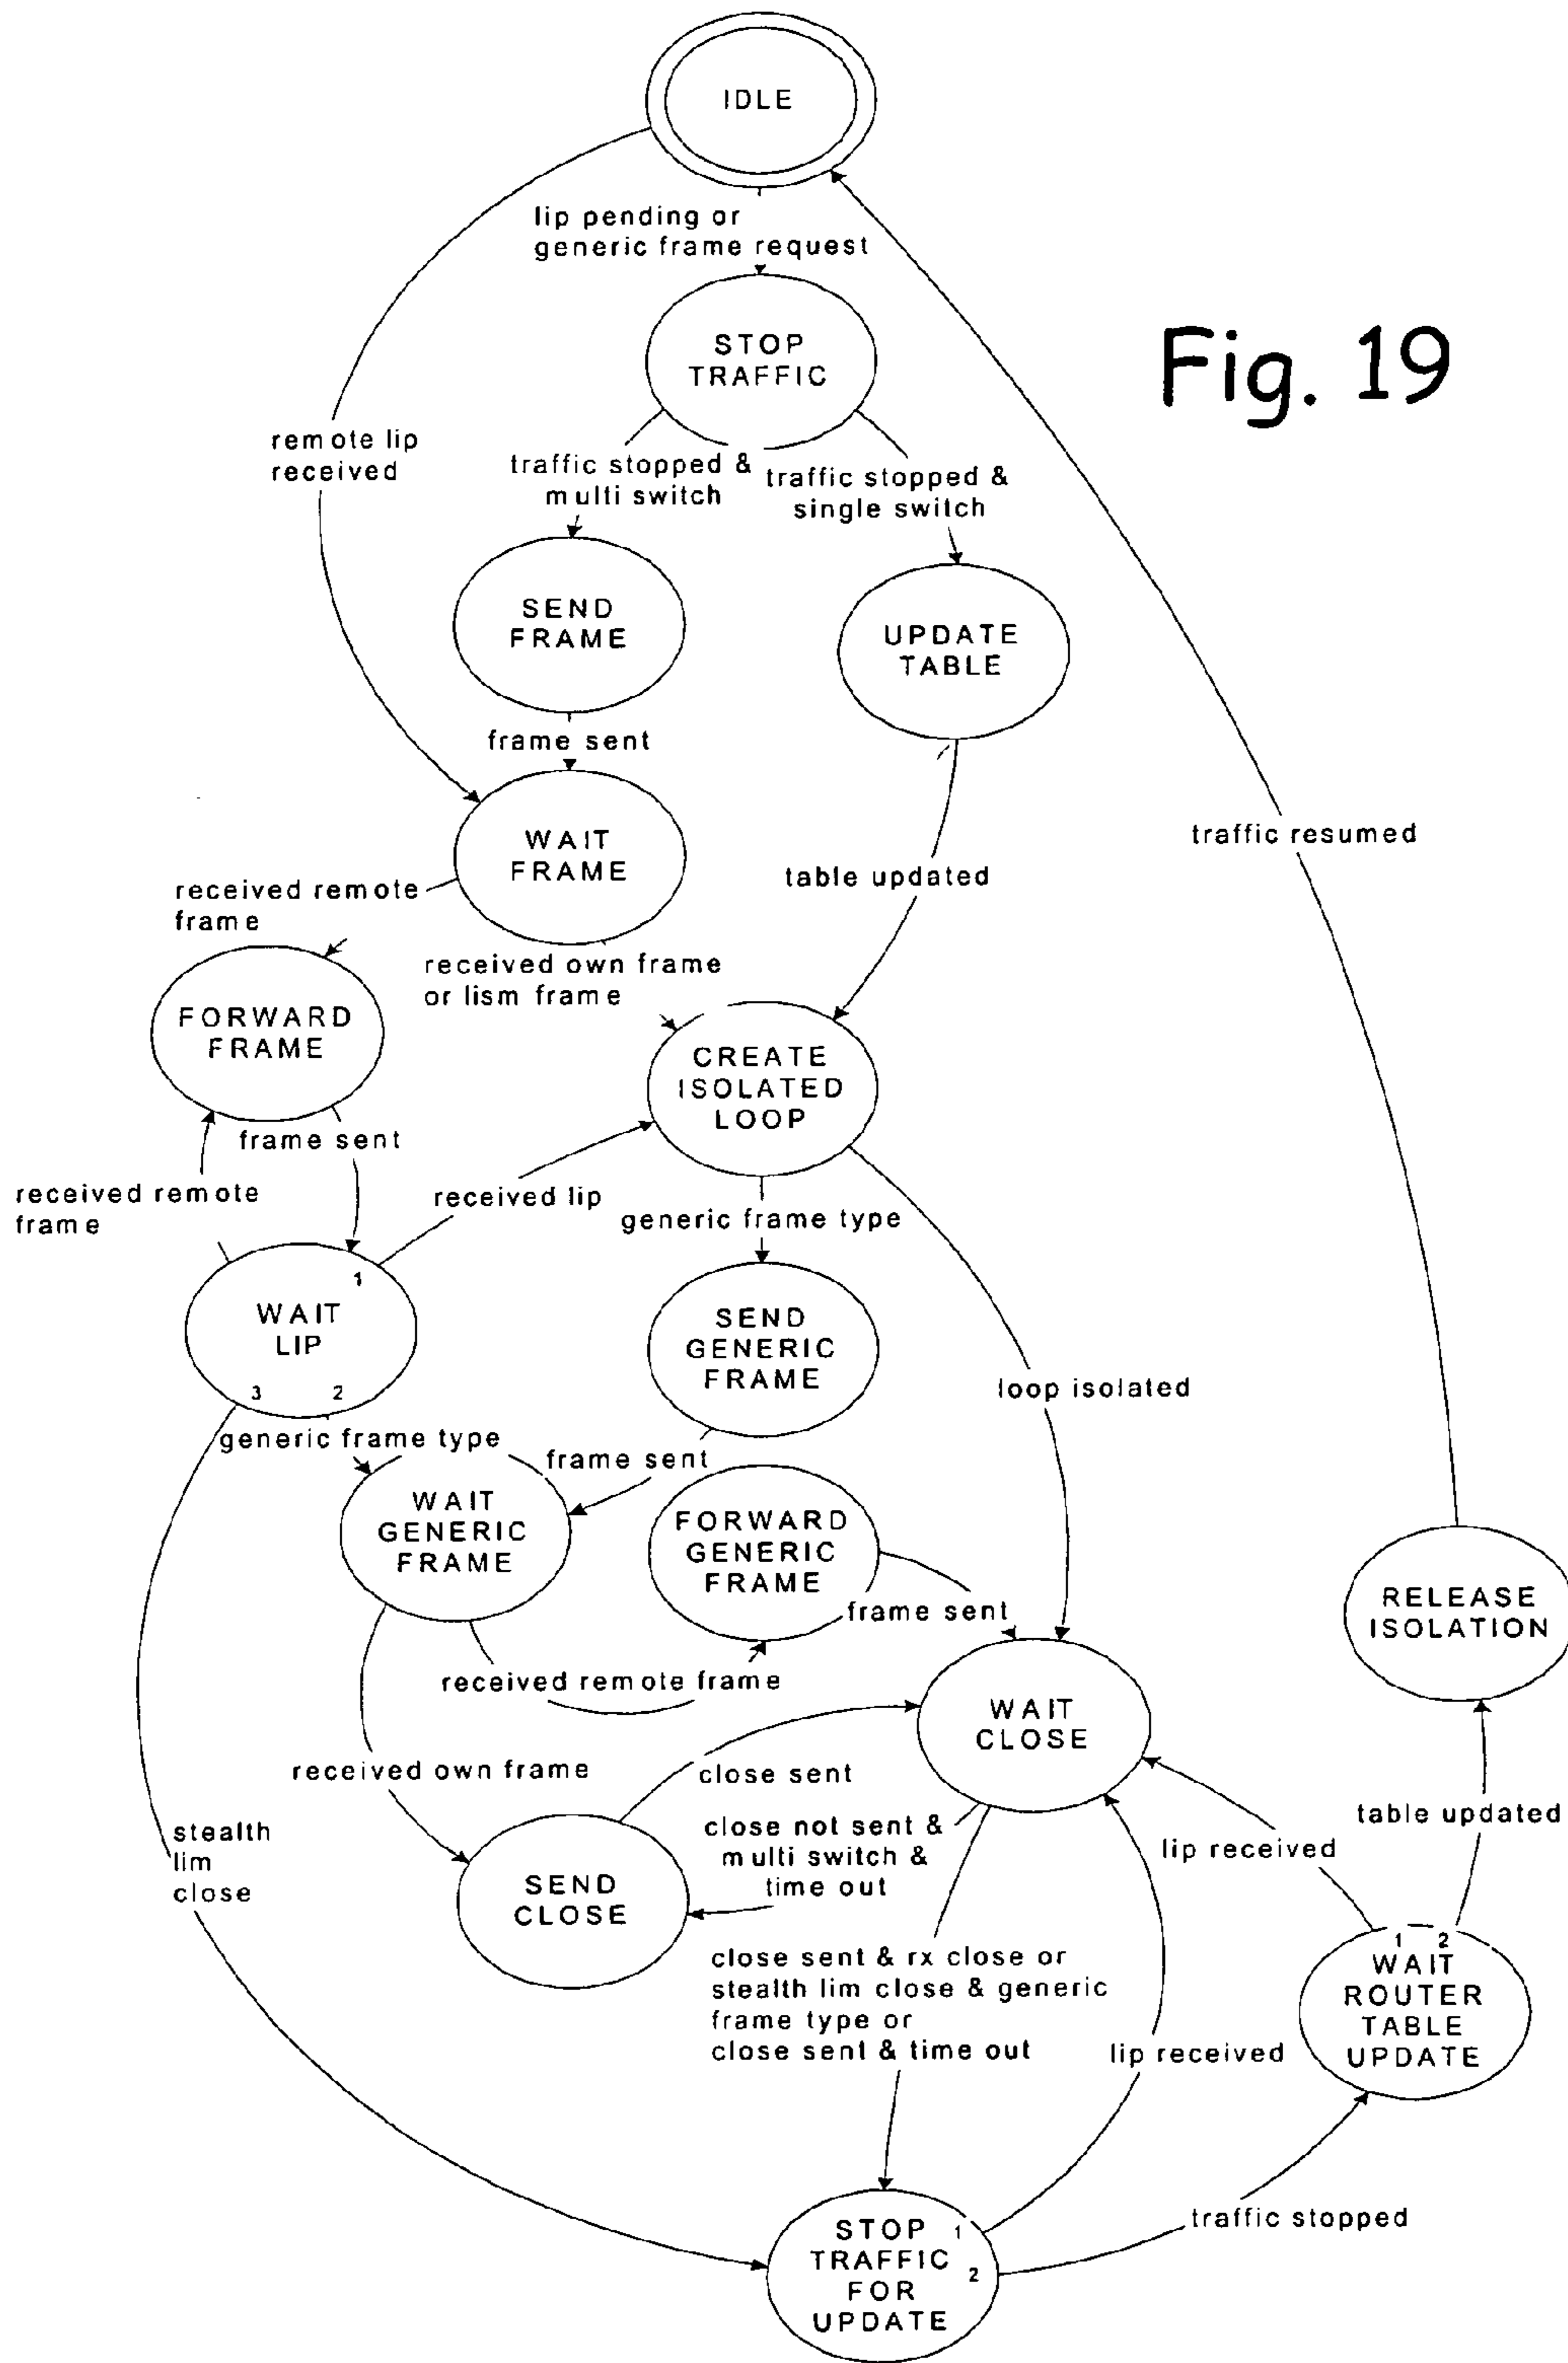 IDLE
lip pending or
generic frame request
Fig. 19
STOP
TRAFFIC
remote lip
received
traffic stopped &
multi switch
traffic stopped &
single switch
SEND
FRAME
UPDATE
TABLE
frame sent
traffic resumed
WAIT
FRAME
table updated
received remote
frame
received own frame
or lism frame
FORWARD
FRAME
CREATE
ISOLATED
LOOP
frame sent
received remote
frame
received lip
generic frame type
1
WAIT
LIP
3 2
SEND
GENERIC
FRAME
loop isolated
generic frame type
frame sent
WAIT
GENERIC
FRAME
FORWARD
GENERIC
FRAME
frame sent
RELEASE
ISOLATION
received remote frame
WAIT
CLOSE
received own frame
close sent
table updated
stealth
lim
close
close not sent &
multi switch &
time out
lip received
SEND
CLOSE
1 2
WAIT
ROUTER
TABLE
UPDATE
close sent & rx close or
stealth lim close & generic
frame type or
close sent & time out
lip received
traffic stopped
STOP 1
TRAFFIC
2
FOR
UPDATE